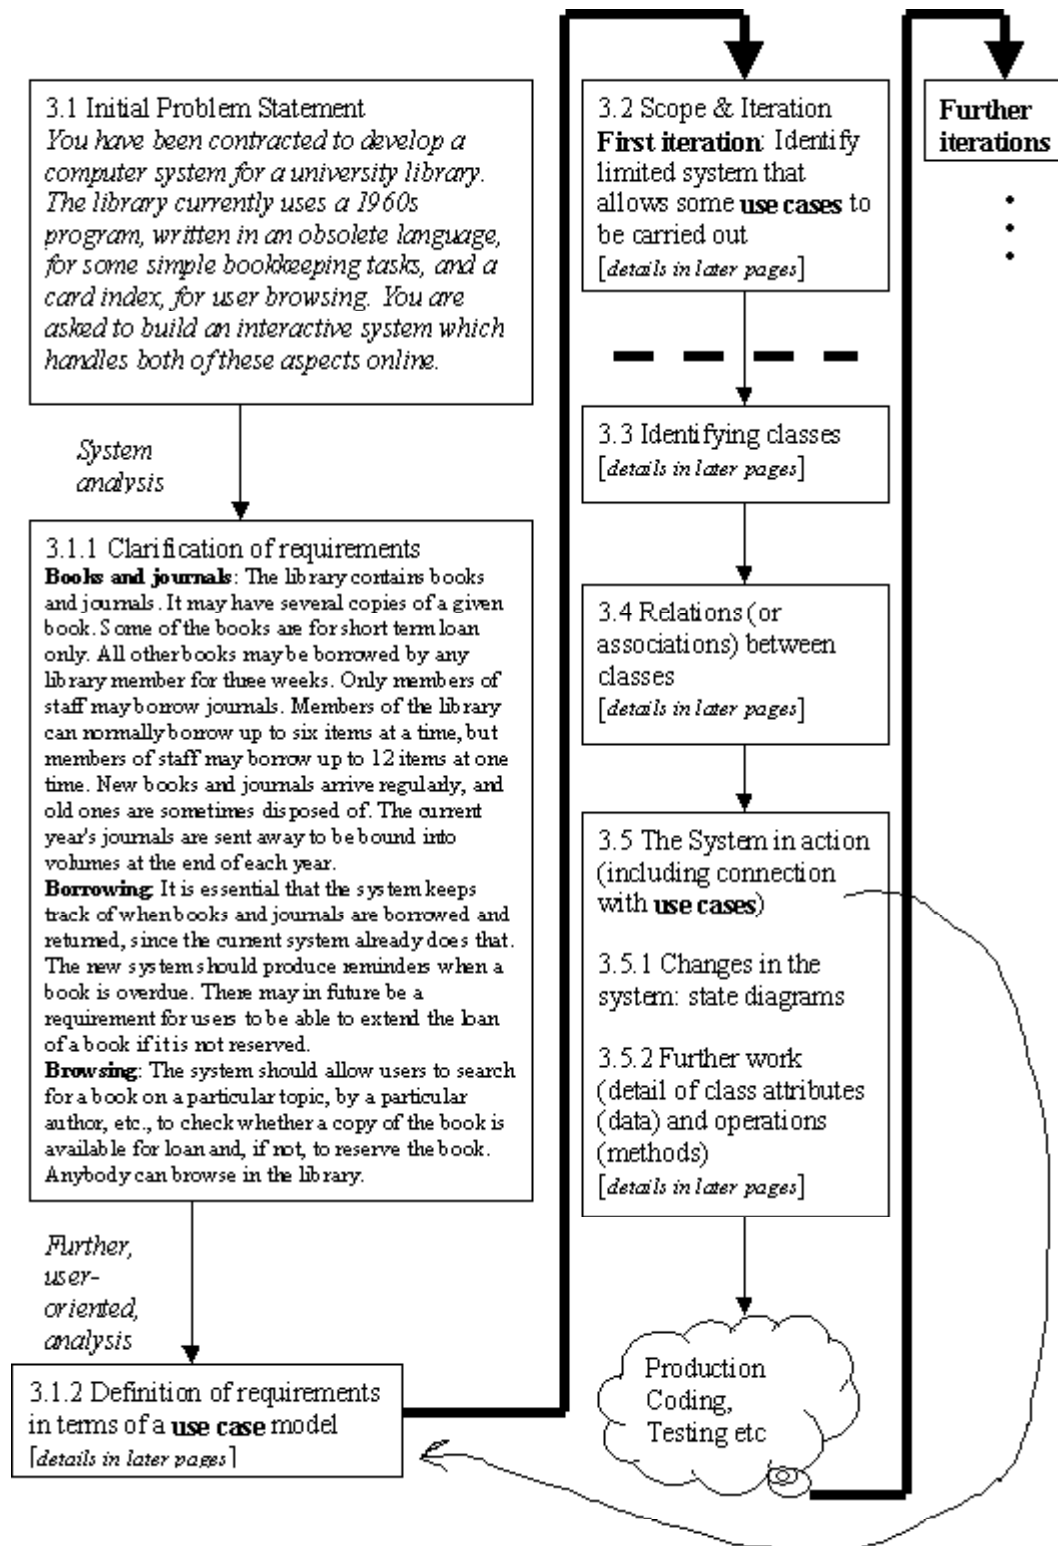 3.1 Initial Problem Statement
You have been contracted to develop a
computer system for a university library.
The library currently uses a 1960s
program, written in an obsolete language,
for some simple bookkeeping tasks, and a
card index, for user browsing. You are
asked to build an interactive system which
handles both of these aspects online.
System
analysis
3.1.1 Clarification of requirements
Books and journals: The library contains books
and journals. It may have several copies of a given
book. Some of the books are for short term loan
only. All other books may be borrowed by any
library member for three weeks. Only members of
staff may borrow journals. Members of the library
can normally borrow up to six items at a time, but
members of staff may borrow up to 12 items at one
time. New books and journals arrive regularly, and
old ones are sometimes disposed of. The current
year's journals are sent away to be bound into
volumes at the end of each year.
Borrowing: It is essential that the system keeps
track of when books and journals are borrowed and
returned, since the current system already does that.
The new system should produce reminders when a
book is overdue. There may in future be a
requirement for users to be able to extend the loan
of a book if it is not reserved.
Browsing: The system should allow users to search
for a book on a particular topic, by a particular
author, etc., to check whether a copy of the book is
available for loan and, if not, to reserve the book.
Anybody can browse in the library.
Further,
user-
oriented,
analysis
3.1.2 Definition of requirements
in terms of a use case model
[details in later pages]
3.2 Scope & Iteration
First iteration: Identify
limited system that
allows some use cases to
be carried out
[details in later pages]
3.3 Identifying classes
[details in later pages]
3.4 Relations (or
associations) between
classes
[details in later pages]
3.5 The System in action
(including connection
with use cases)
3.5.1 Changes in the
system: state diagrams
3.5.2 Further work
(detail of class attributes
(data) and operations
(methods)
[details in later pages]
Production
Coding,
Testing etc
Further
iterations